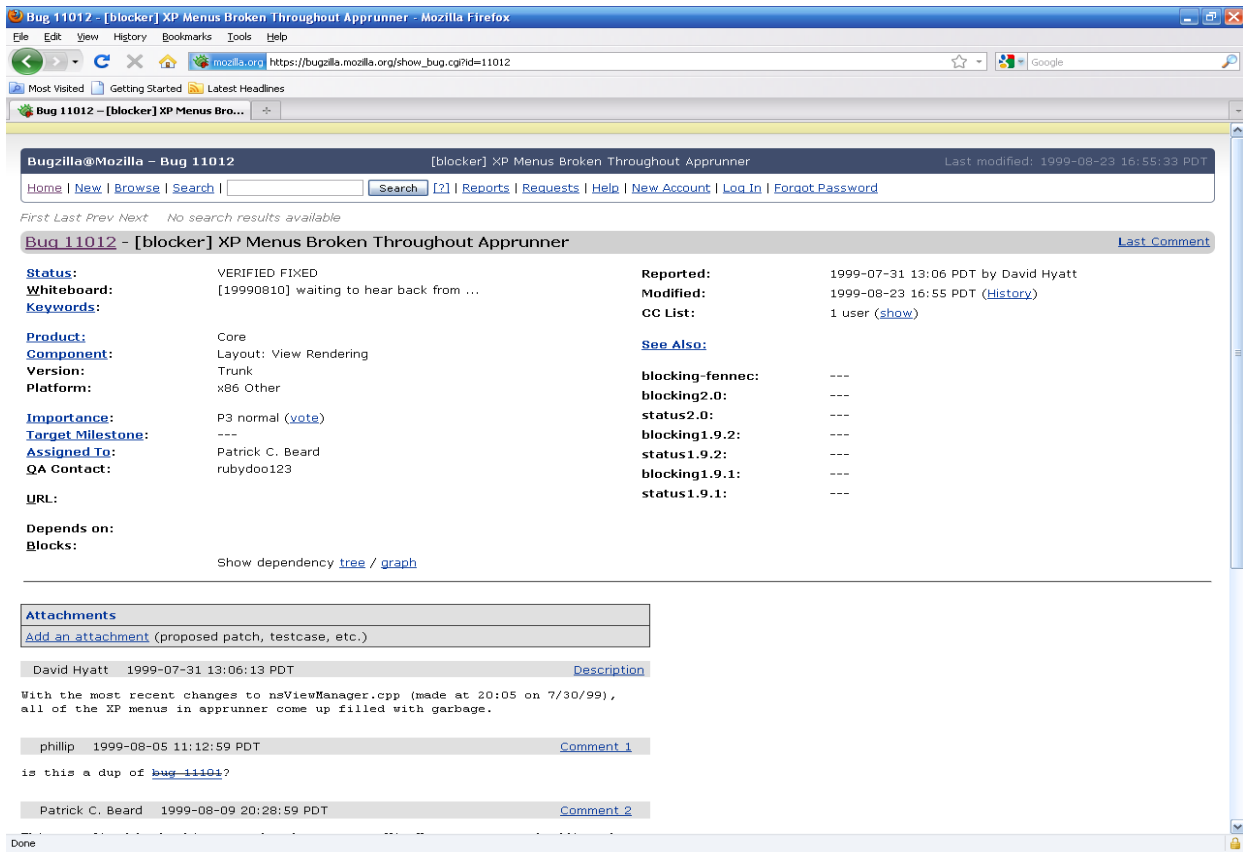 Bug 11012 - [blocker] XP Menus Broken Throughout Apprunner - Mozilla Firefox
File Edit View History Bookmarks Tools Help
mozilla.org https://bugzilla.mozilla.org/show_bug.cgi?id=11012 Google
Most Visited Getting Started Latest Headlines
Bug 11012 – [blocker] XP Menus Bro...
Bugzilla@Mozilla – Bug 11012 [blocker] XP Menus Broken Throughout Apprunner Last modified: 1999-08-23 16:55:33 PDT
Home | New | Browse | Search | Search [?] | Reports | Requests | Help | New Account | Log In | Forgot Password
First Last Prev Next No search results available
Bug 11012 - [blocker] XP Menus Broken Throughout Apprunner Last Comment
Status: VERIFIED FIXED
Whiteboard: [19990810] waiting to hear back from ...
Keywords:
Product: Core
Component: Layout: View Rendering
Version: Trunk
Platform: x86 Other
Importance: P3 normal (vote)
Target Milestone: ---
Assigned To: Patrick C. Beard
QA Contact: rubydoo123
URL:
Depends on:
Blocks:
Show dependency tree / graph
Reported: 1999-07-31 13:06 PDT by David Hyatt
Modified: 1999-08-23 16:55 PDT (History)
CC List: 1 user (show)
See Also:
blocking-fennec: ---
blocking2.0: ---
status2.0: ---
blocking1.9.2: ---
status1.9.2: ---
blocking1.9.1: ---
status1.9.1: ---
Attachments
Add an attachment (proposed patch, testcase, etc.)
David Hyatt 1999-07-31 13:06:13 PDT Description
With the most recent changes to nsViewManager.cpp (made at 20:05 on 7/30/99),
all of the XP menus in apprunner come up filled with garbage.
phillip 1999-08-05 11:12:59 PDT Comment 1
is this a dup of bug 11101?
Patrick C. Beard 1999-08-09 20:28:59 PDT Comment 2
Done